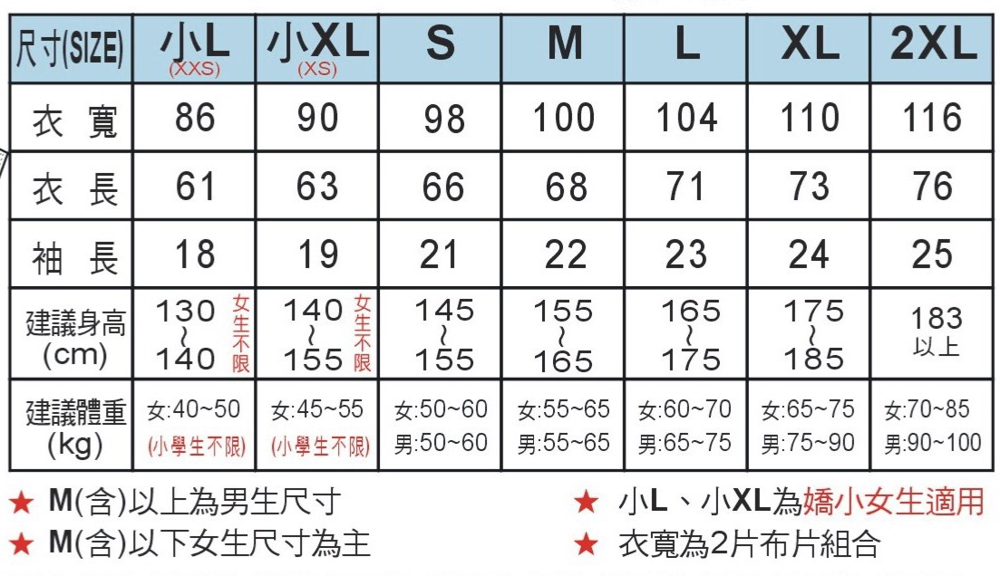 尺寸(SIZE) 小L 小XL S M L XL 2XL
(XXS) (XS)
衣寬 86 90 98 100 104 110 116
衣長 61 63 66 68 71 73 76
袖長 18 19 21 22 23 24 25
建議身高 130~140 女生不限 140~155 女生不限 145~155 155~165 165~175 175~185 183
(cm) 以上
建議體重 女:40~50 女:45~55 女:50~60 女:55~65 女:60~70 女:65~75 女:70~85
(kg) (小學生不限) (小學生不限) 男:50~60 男:55~65 男:65~75 男:75~90 男:90~100
★ M(含)以上為男生尺寸 ★ 小L、小XL為嬌小女生適用
★ M(含)以下女生尺寸為主 ★ 衣寬為2片布片組合